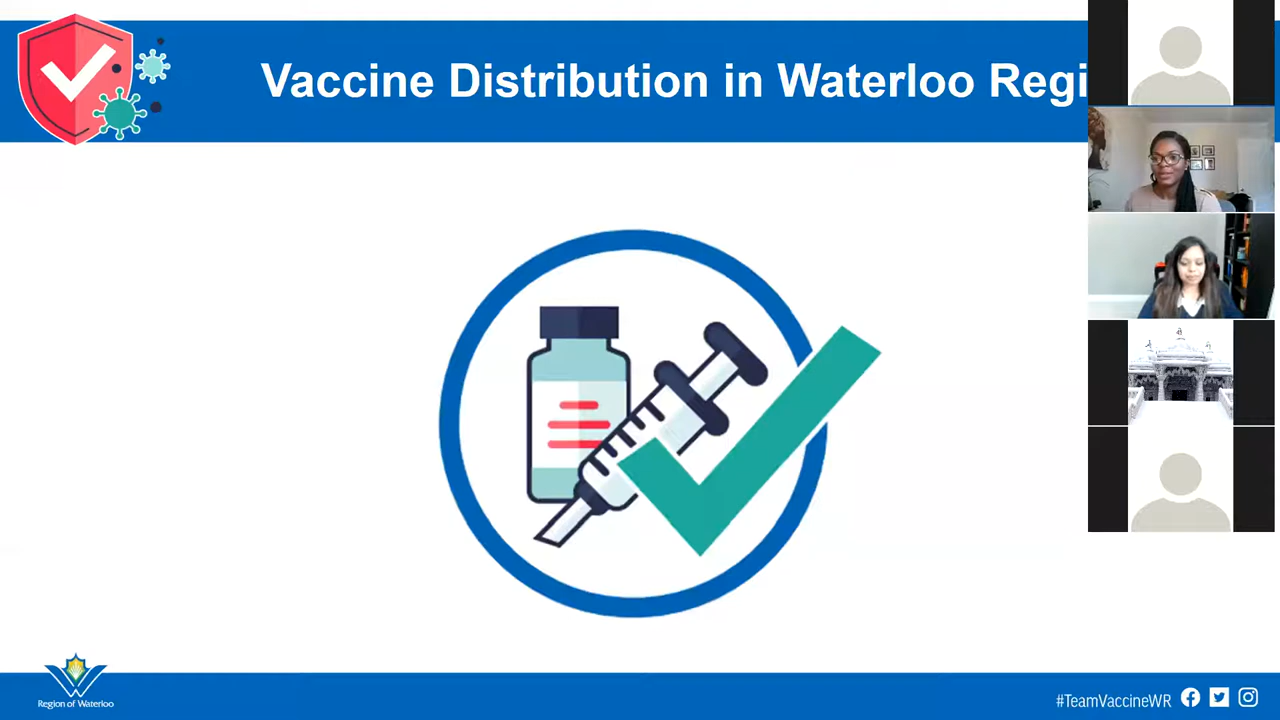 Vaccine Distribution in Waterloo Regi
Region of Waterloo
#TeamVaccineWR